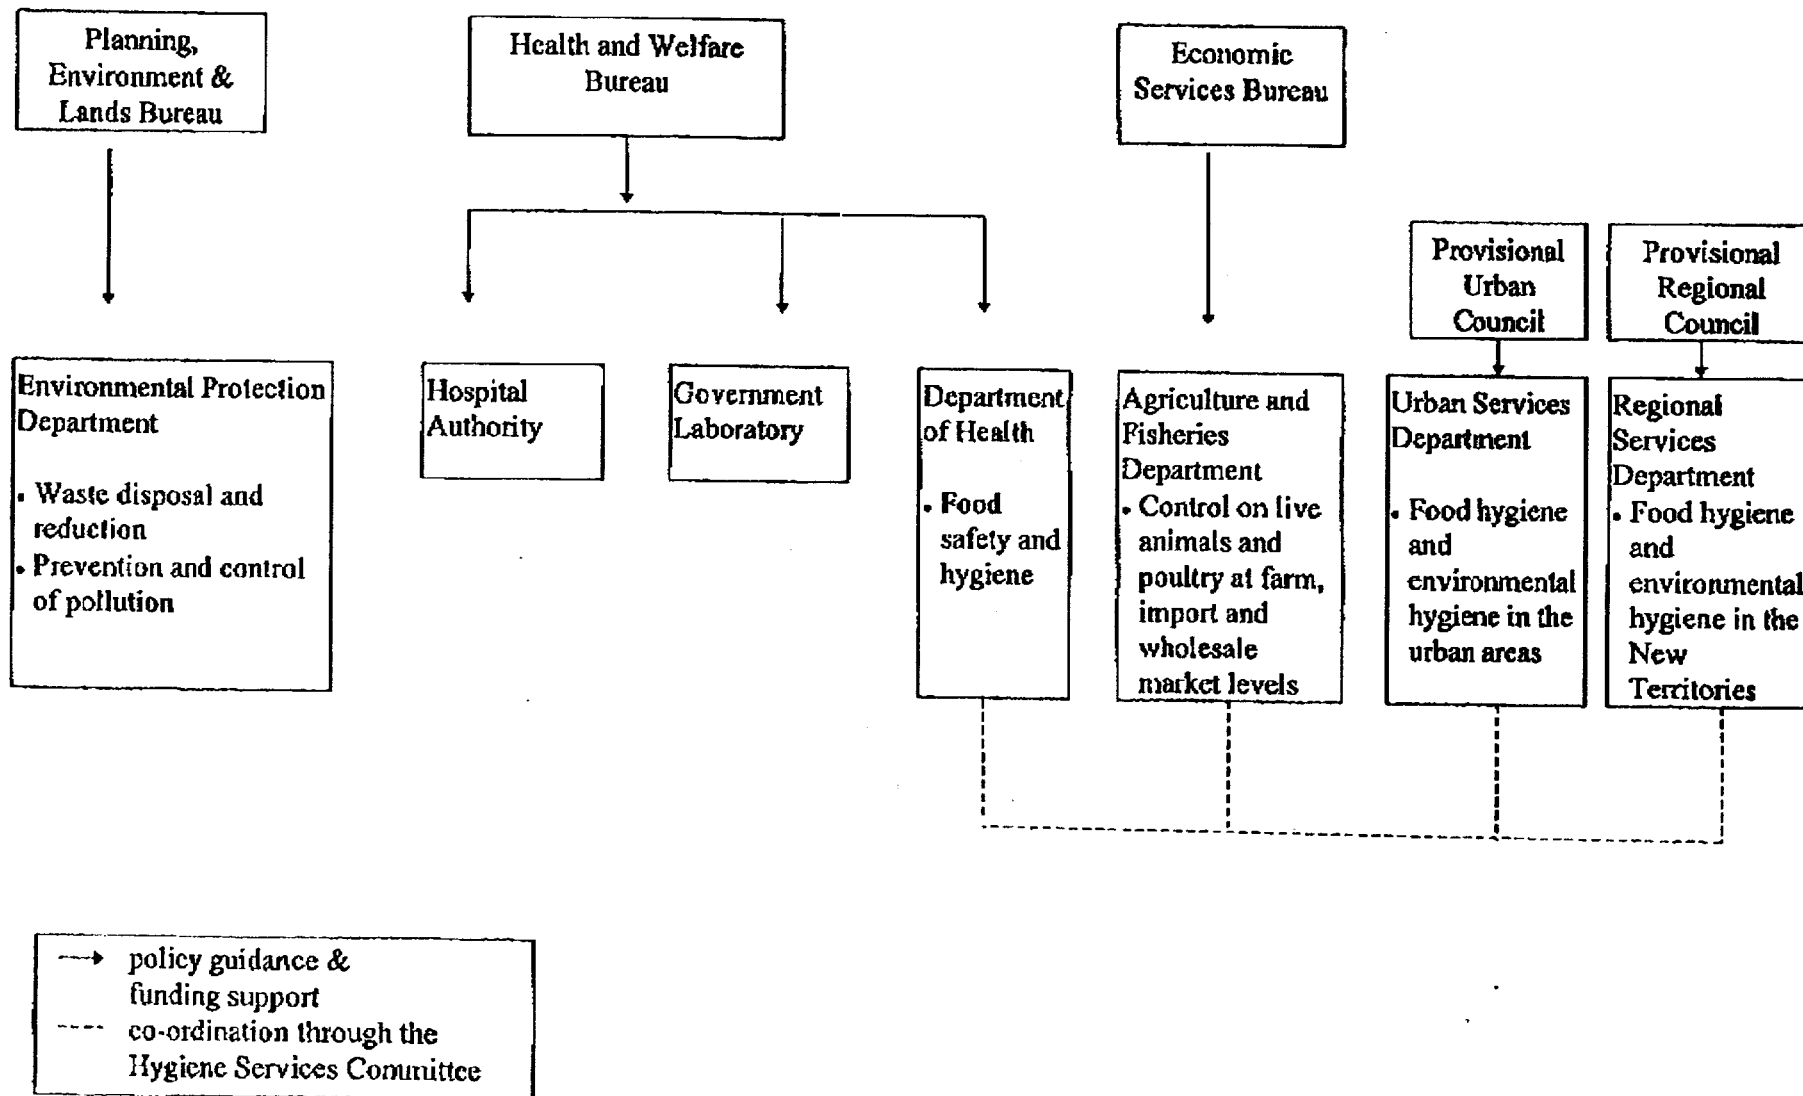 Planning,
Environment &
Lands Bureau
Health and Welfare
Bureau
Economic
Services Bureau
Provisional
Urban
Council
Provisional
Regional
Council
Environmental Protection
Department
• Waste disposal and
reduction
• Prevention and control
of pollution
Hospital
Authority
Government
Laboratory
Department
of Health
• Food
safety and
hygiene
Agriculture and
Fisheries
Department
• Control on live
animals and
poultry at farm,
import and
wholesale
market levels
Urban Services
Department
• Food hygiene
and
environmental
hygiene in the
urban areas
Regional
Services
Department
• Food hygiene
and
environmental
hygiene in the
New
Territories
policy guidance &
funding support
co-ordination through the
Hygiene Services Committee